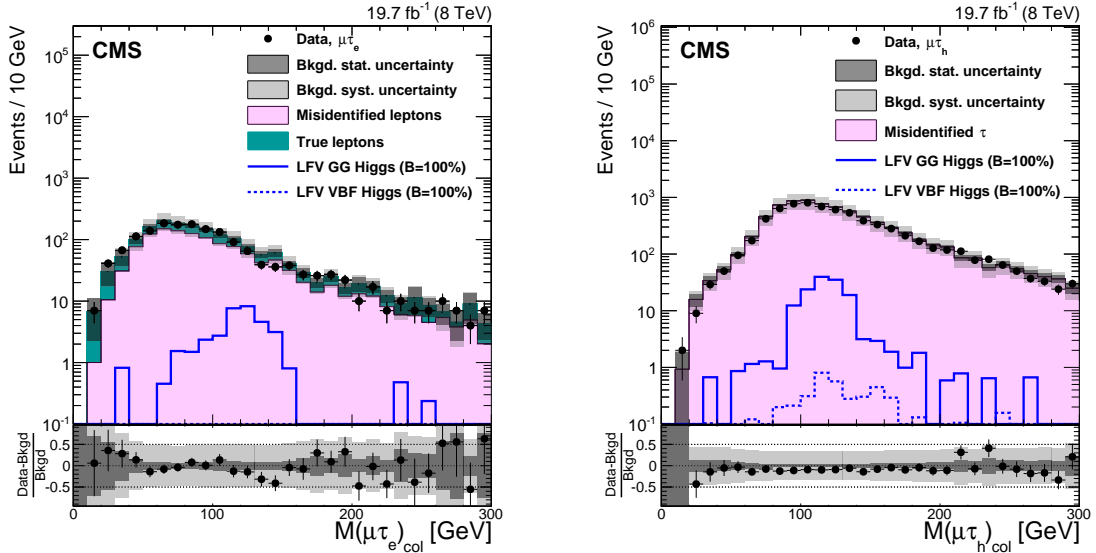 19.7 fb⁻¹ (8 TeV)
CMS
Data, μτₑ
Bkgd. stat. uncertainty
Bkgd. syst. uncertainty
Misidentified leptons
True leptons
LFV GG Higgs (B=100%)
LFV VBF Higgs (B=100%)
Events / 10 GeV
10⁵
10⁴
10³
10²
10
1
10⁻¹
Data-Bkgd
Bkgd
0.5
0
-0.5
0 100 200 300
M(μτₑ)col [GeV]
19.7 fb⁻¹ (8 TeV)
CMS
Data, μτₕ
Bkgd. stat. uncertainty
Bkgd. syst. uncertainty
Misidentified τ
LFV GG Higgs (B=100%)
LFV VBF Higgs (B=100%)
Events / 10 GeV
10⁶
10⁵
10⁴
10³
10²
10
1
10⁻¹
Data-Bkgd
Bkgd
0.5
0
-0.5
0 100 200 300
M(μτₕ)col [GeV]